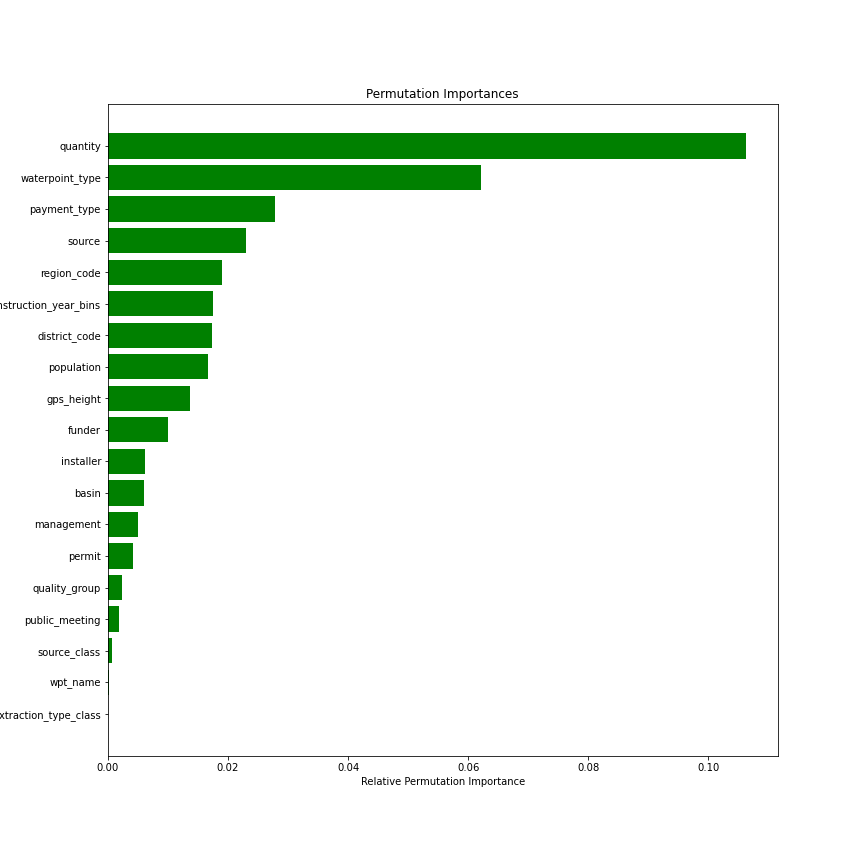 Permutation Importances
quantity
waterpoint_type
payment_type
source
region_code
nstruction_year_bins
district_code
population
gps_height
funder
installer
basin
management
permit
quality_group
public_meeting
source_class
wpt_name
xtraction_type_class
0.00 0.02 0.04 0.06 0.08 0.10
Relative Permutation Importance